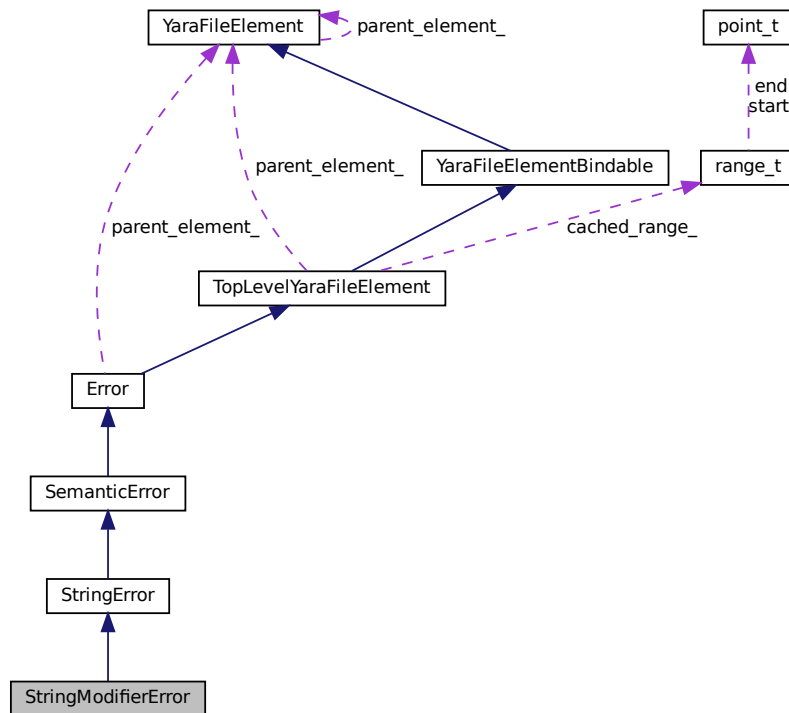 YaraFileElement
parent_element_
point_t
end
start
YaraFileElementBindable
range_t
parent_element_
parent_element_
cached_range_
TopLevelYaraFileElement
Error
SemanticError
StringError
StringModifierError